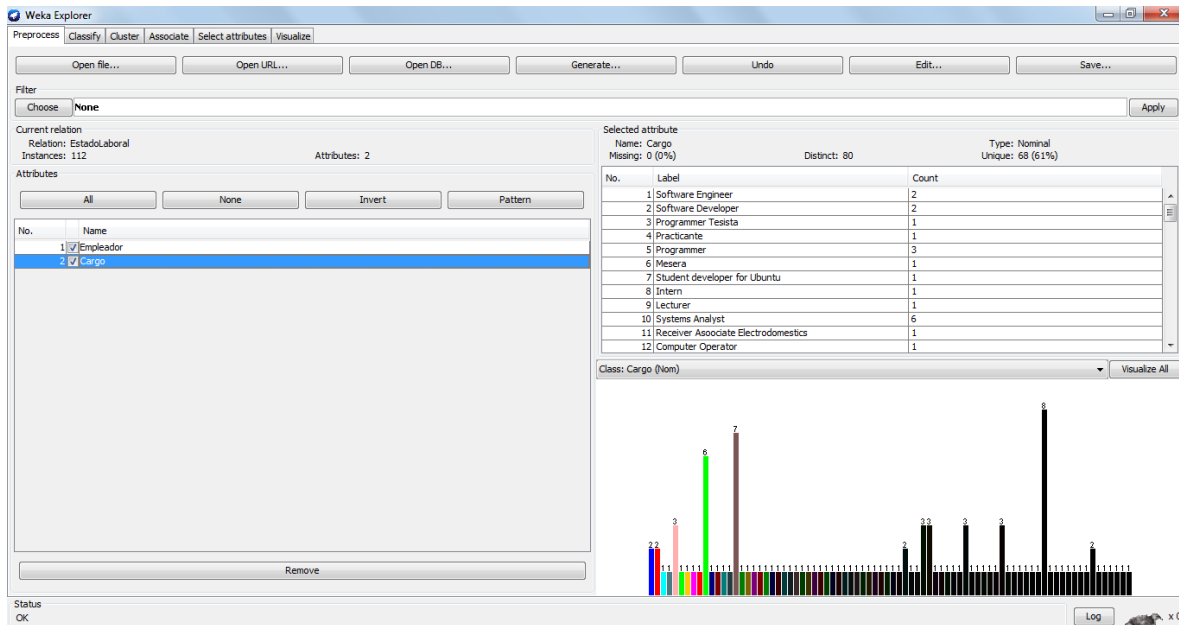 Weka Explorer
Preprocess Classify Cluster Associate Select attributes Visualize
Open file... Open URL... Open DB... Generate... Undo Edit... Save...
Filter
Choose None Apply
Current relation
Relation: EstadoLaboral
Instances: 112 Attributes: 2
Attributes
All None Invert Pattern
No. Name
1 Empleador
2 Cargo
Remove
Selected attribute
Name: Cargo Type: Nominal
Missing: 0 (0%) Distinct: 80 Unique: 68 (61%)
No. Label Count
1 Software Engineer 2
2 Software Developer 2
3 Programmer Tesista 1
4 Practicante 1
5 Programmer 3
6 Mesera 1
7 Student developer for Ubuntu 1
8 Intern 1
9 Lecturer 1
10 Systems Analyst 6
11 Receiver Asoociate Electrodomestics 1
12 Computer Operator 1
Class: Cargo (Nom) Visualize All
8
7
6
3 3 3 3 3
2 2 2 2
Status
OK
Log x 0